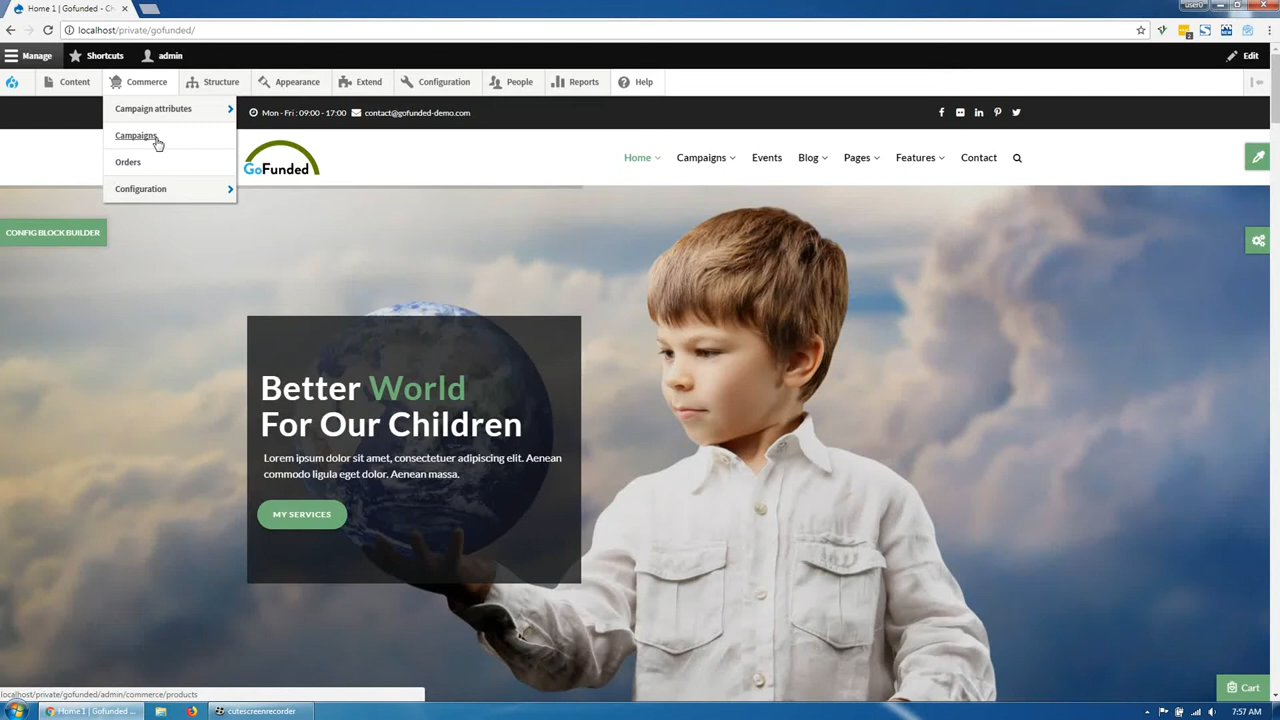 Home 1 | Gofunded - Ch
user0
localhost/private/gofunded/
Manage
Shortcuts
admin
Edit
Content
Commerce
Structure
Appearance
Extend
Configuration
People
Reports
Help
Campaign attributes
Campaigns
Orders
Configuration
Mon - Fri : 09:00 - 17:00
contact@gofunded-demo.com
GoFunded
Home
Campaigns
Events
Blog
Pages
Features
Contact
CONFIG BLOCK BUILDER
Better World
For Our Children
Lorem ipsum dolor sit amet, consectetuer adipiscing elit. Aenean
commodo ligula eget dolor. Aenean massa.
MY SERVICES
Cart
localhost/private/gofunded/admin/commerce/products
Home 1 | Gofunded ...
cutescreenrecorder
7:57 AM